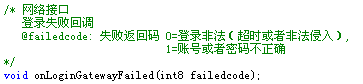 /* 网络接口
登录失败回调
@failedcode: 失败返回码 0=登录非法(超时或者非法侵入),
1=账号或者密码不正确
*/
void onLoginGatewayFailed(int8 failedcode);